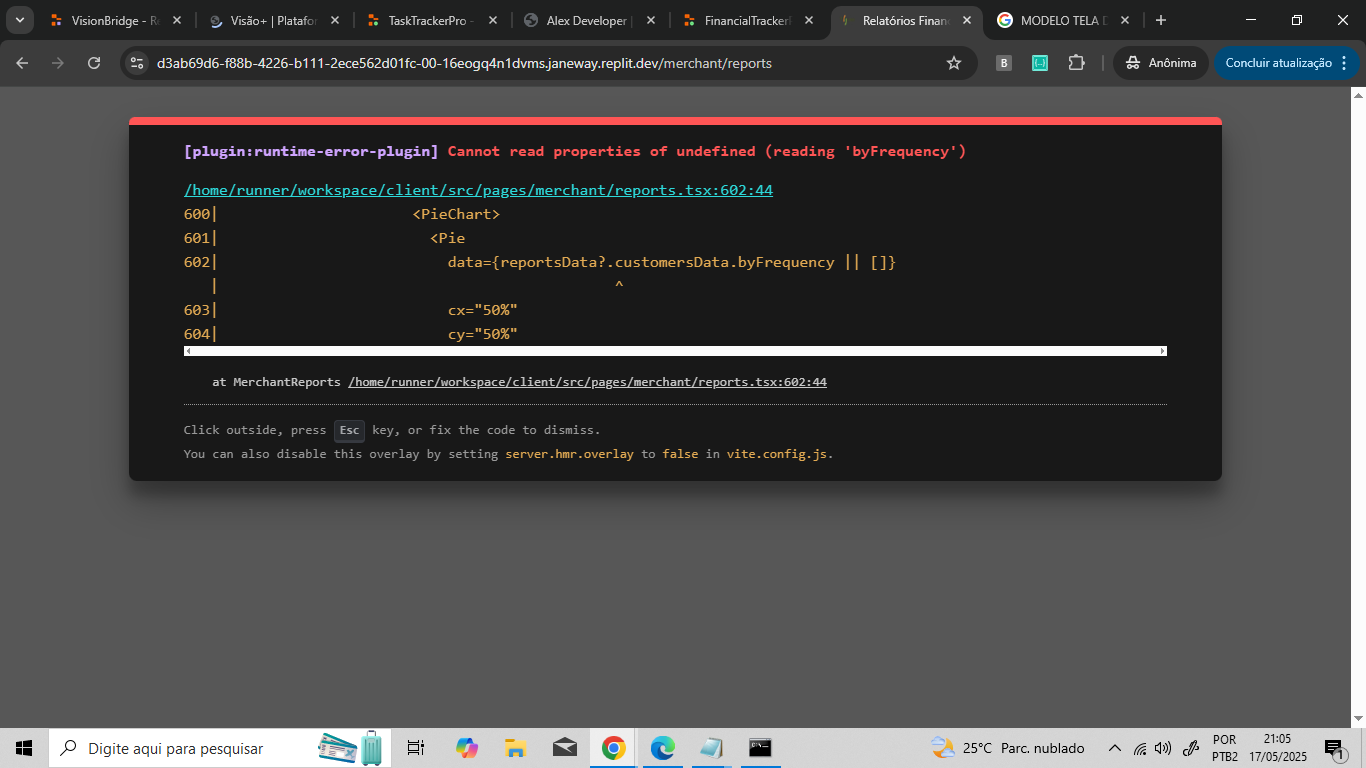 VisionBridge - Re
Visão+ | Platafor
TaskTrackerPro -
Alex Developer |
FinancialTrackerP
Relatórios Finan
MODELO TELA D
d3ab69d6-f88b-4226-b111-2ece562d01fc-00-16eogq4n1dvms.janeway.replit.dev/merchant/reports
B
Anônima
Concluir atualização
[plugin:runtime-error-plugin] Cannot read properties of undefined (reading 'byFrequency')
/home/runner/workspace/client/src/pages/merchant/reports.tsx:602:44
600| <PieChart>
601| <Pie
602| data={reportsData?.customersData.byFrequency || []}
| ^
603| cx="50%"
604| cy="50%"
at MerchantReports /home/runner/workspace/client/src/pages/merchant/reports.tsx:602:44
Click outside, press Esc key, or fix the code to dismiss.
You can also disable this overlay by setting server.hmr.overlay to false in vite.config.js.
Digite aqui para pesquisar
25°C Parc. nublado
POR
PTB2
21:05
17/05/2025
1